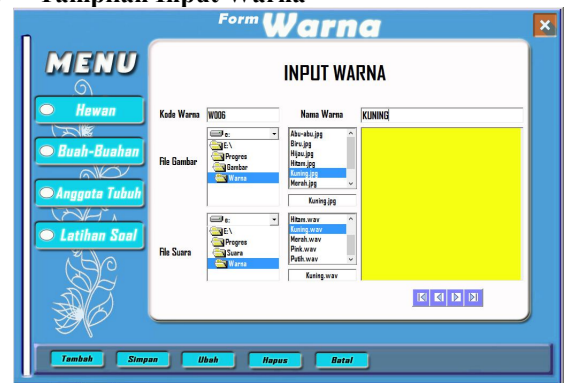 Tampilan Input Warna
Form Warna
MENU
Hewan
Buah-Buahan
Anggota Tubuh
Latihan Soal
INPUT WARNA
Kode Warna W006 Nama Warna KUNING
File Gambar
e:
E:\
Progres
Gambar
Warna
Abu-abu.jpg
Biru.jpg
Hijau.jpg
Hitam.jpg
Kuning.jpg
Merah.jpg
Kuning.jpg
File Suara
e:
E:\
Progres
Suara
Warna
Hitam.wav
Kuning.wav
Merah.wav
Pink.wav
Putih.wav
Kuning.wav
Tambah Simpan Ubah Hapus Batal